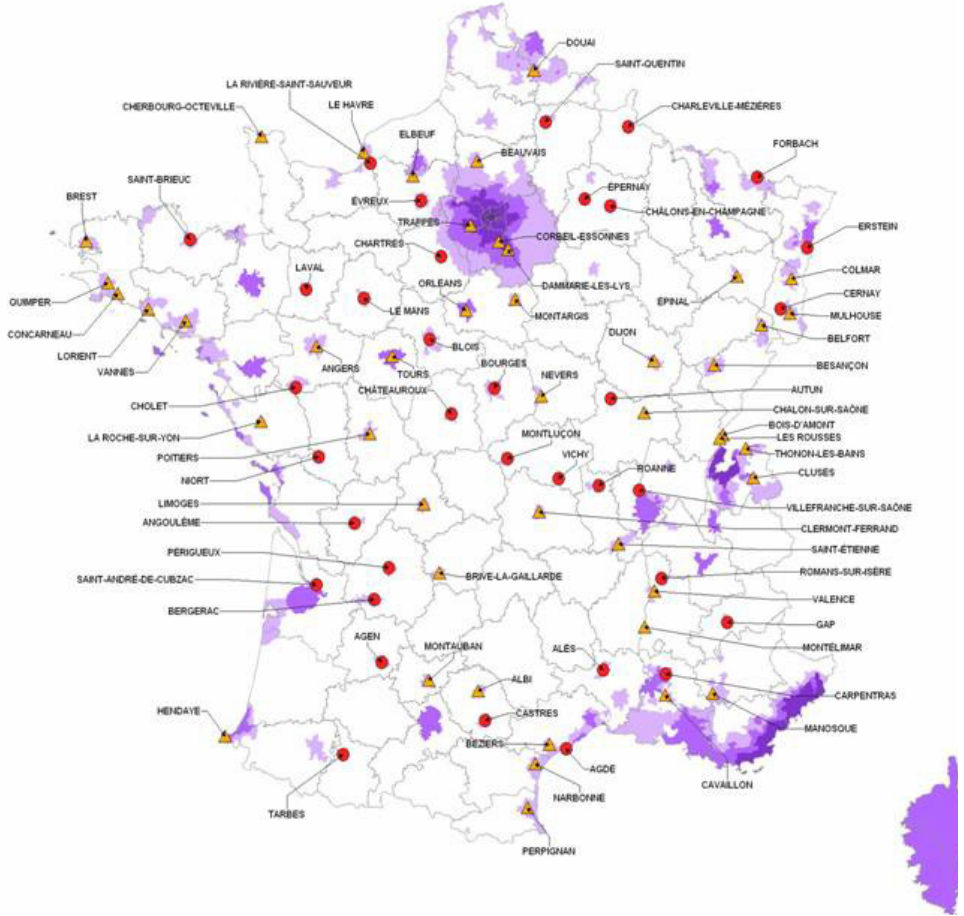 DOUAI
SAINT-QUENTIN
LA RIVIÈRE-SAINT-SAUVEUR
CHARLEVILLE-MÉZIÈRES
LE HAVRE
CHERBOURG-OCTEVILLE
ELBEUF
FORBACH
BEAUVAIS
SAINT-BRIEUC
ÉPERNAY
BREST
ÉVREUX
CHÂLONS-EN-CHAMPAGNE
TRAPPES
ERSTEIN
CORBEIL-ESSONNES
CHARTRES
LAVAL
COLMAR
ORLÉANS
DAMMARIE-LES-LYS
ÉPINAL
QUIMPER
CERNAY
LE MANS
MONTARGIS
MULHOUSE
CONCARNEAU
DIJON
BELFORT
LORIENT
BLOIS
VANNES
ANGERS
TOURS
BOURGES
NEVERS
BESANÇON
CHÂTEAUROUX
CHOLET
AUTUN
CHALON-SUR-SAÔNE
BOIS-D'AMONT
LA ROCHE-SUR-YON
MONTLUÇON
LES ROUSSES
THONON-LES-BAINS
POITIERS
VICHY
ROANNE
CLUSES
NIORT
LIMOGES
VILLEFRANCHE-SUR-SAÔNE
ANGOULÊME
CLERMONT-FERRAND
SAINT-ÉTIENNE
PÉRIGUEUX
ROMANS-SUR-ISÈRE
SAINT-ANDRÉ-DE-CUBZAC
BRIVE-LA-GAILLARDE
VALENCE
BERGERAC
GAP
AGEN
MONTAUBAN
ALÈS
MONTÉLIMAR
ALBI
CARPENTRAS
HENDAYE
CASTRES
MANOSQUE
BÉZIERS
AGDE
CAVAILLON
NARBONNE
TARBES
PERPIGNAN